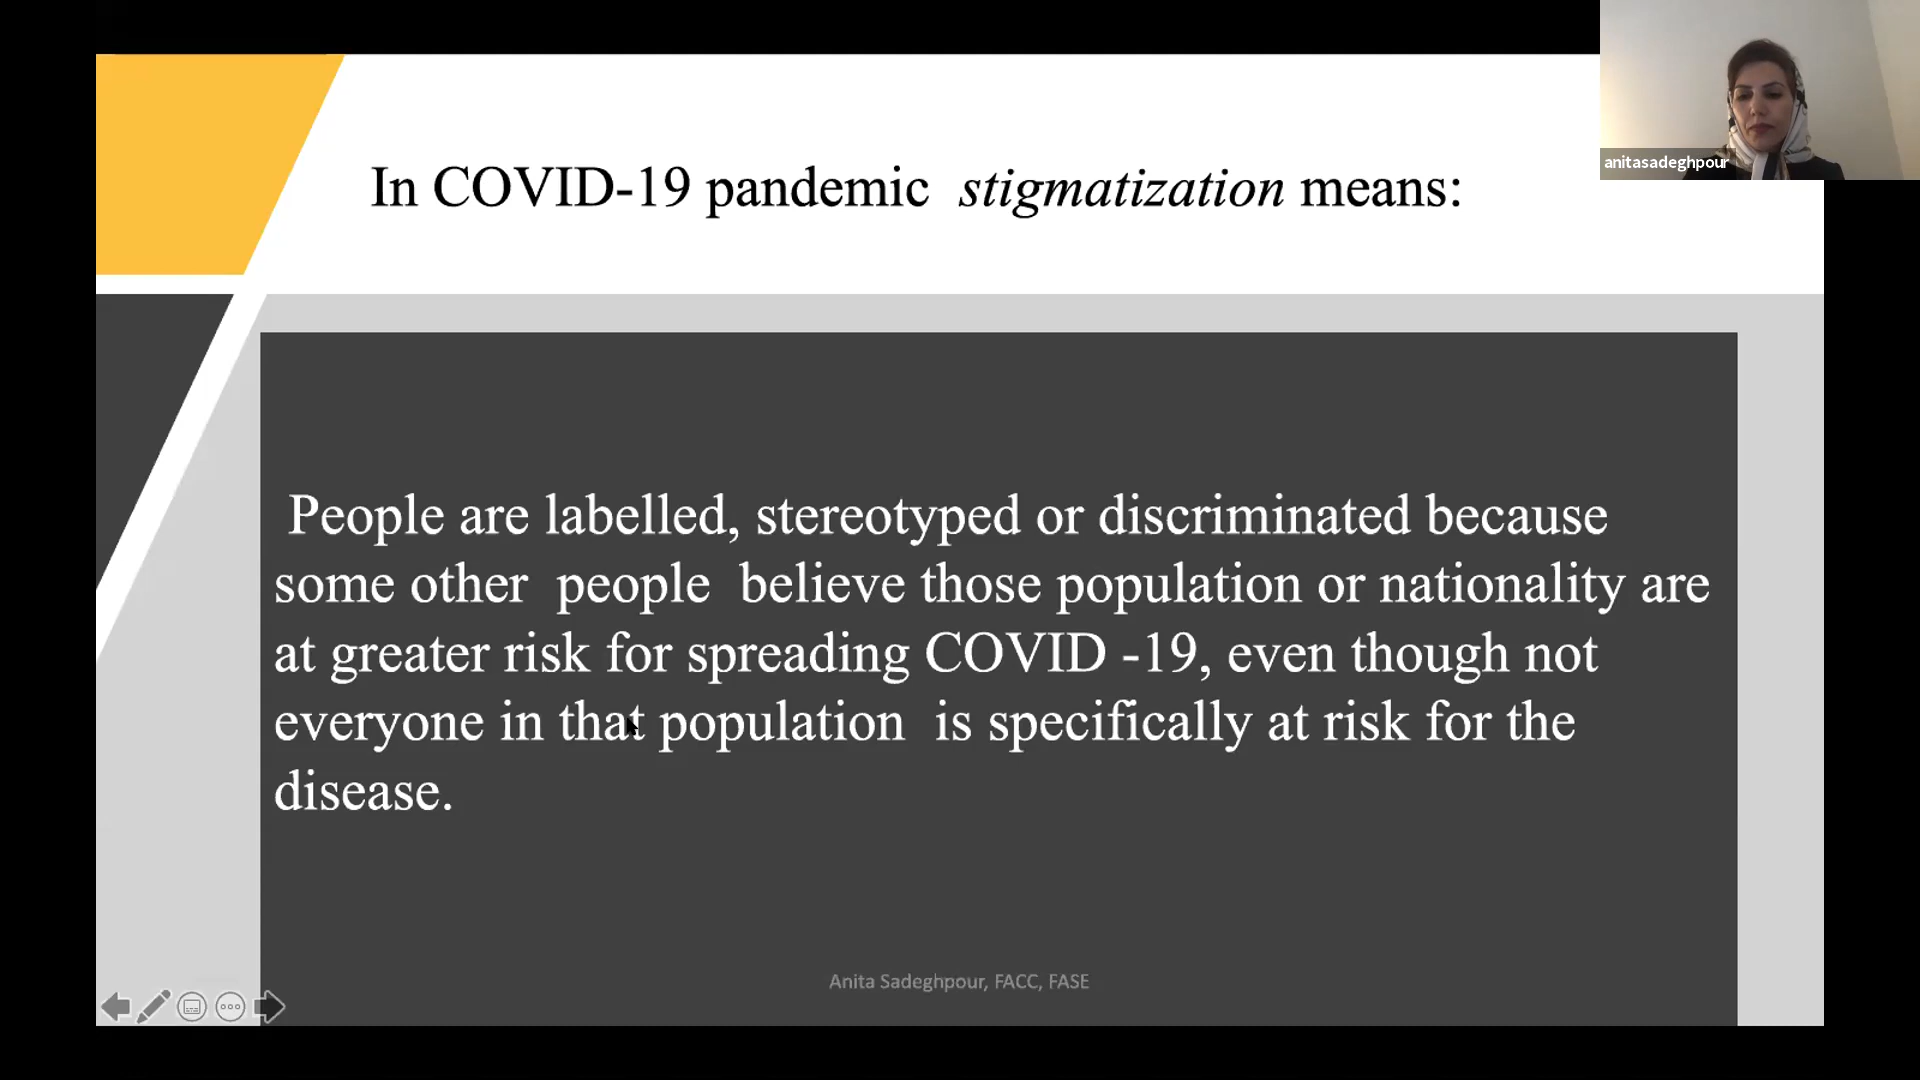 anitasadeghpour
In COVID-19 pandemic stigmatization means:
People are labelled, stereotyped or discriminated because
some other people believe those population or nationality are
at greater risk for spreading COVID -19, even though not
everyone in that population is specifically at risk for the
disease.
Anita Sadeghpour, FACC, FASE